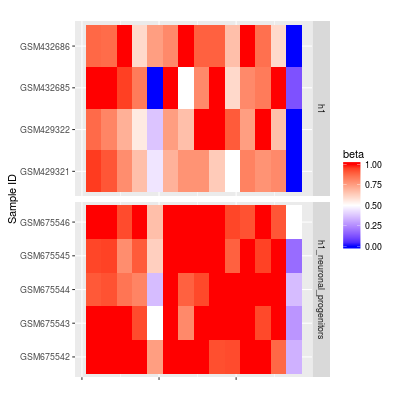 GSM432686
GSM432685
GSM429322
GSM429321
h1
GSM675546
GSM675545
GSM675544
GSM675543
GSM675542
h1_neuronal_progenitors
Sample ID
beta
1.00
0.75
0.50
0.25
0.00